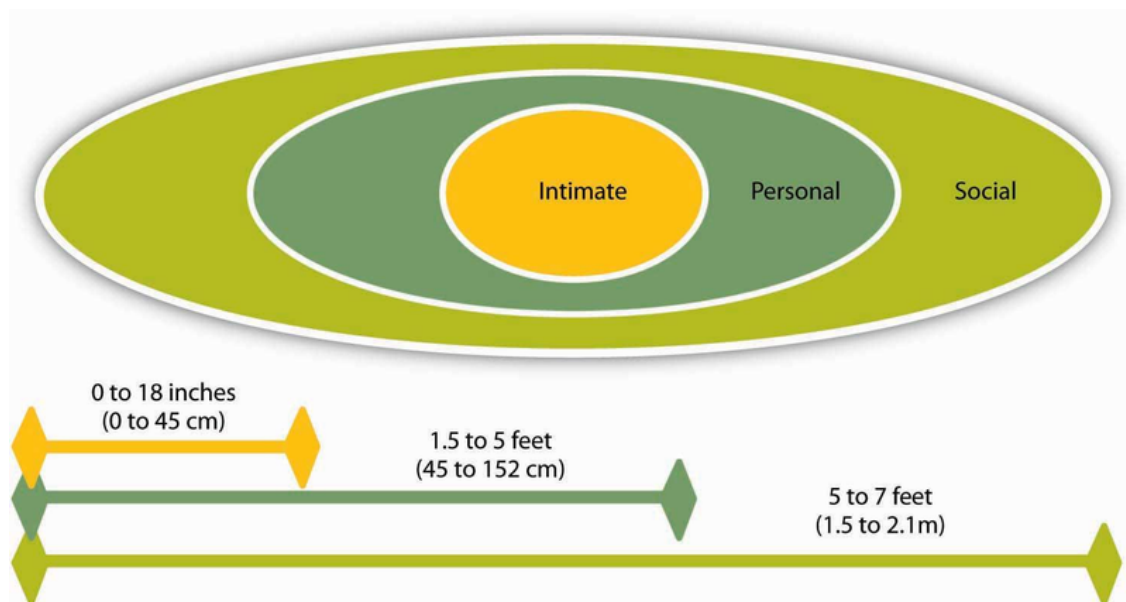 Intimate
Personal
Social
0 to 18 inches
(0 to 45 cm)
1.5 to 5 feet
(45 to 152 cm)
5 to 7 feet
(1.5 to 2.1m)